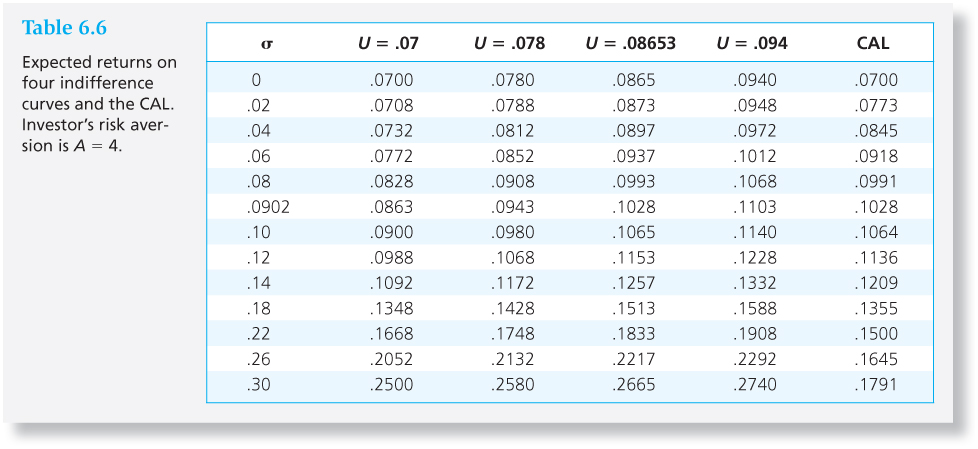 Table 6.6
Expected returns on
four indifference
curves and the CAL.
Investor's risk aver-
sion is A = 4.
σ U = .07 U = .078 U = .08653 U = .094 CAL
0 .0700 .0780 .0865 .0940 .0700
.02 .0708 .0788 .0873 .0948 .0773
.04 .0732 .0812 .0897 .0972 .0845
.06 .0772 .0852 .0937 .1012 .0918
.08 .0828 .0908 .0993 .1068 .0991
.0902 .0863 .0943 .1028 .1103 .1028
.10 .0900 .0980 .1065 .1140 .1064
.12 .0988 .1068 .1153 .1228 .1136
.14 .1092 .1172 .1257 .1332 .1209
.18 .1348 .1428 .1513 .1588 .1355
.22 .1668 .1748 .1833 .1908 .1500
.26 .2052 .2132 .2217 .2292 .1645
.30 .2500 .2580 .2665 .2740 .1791